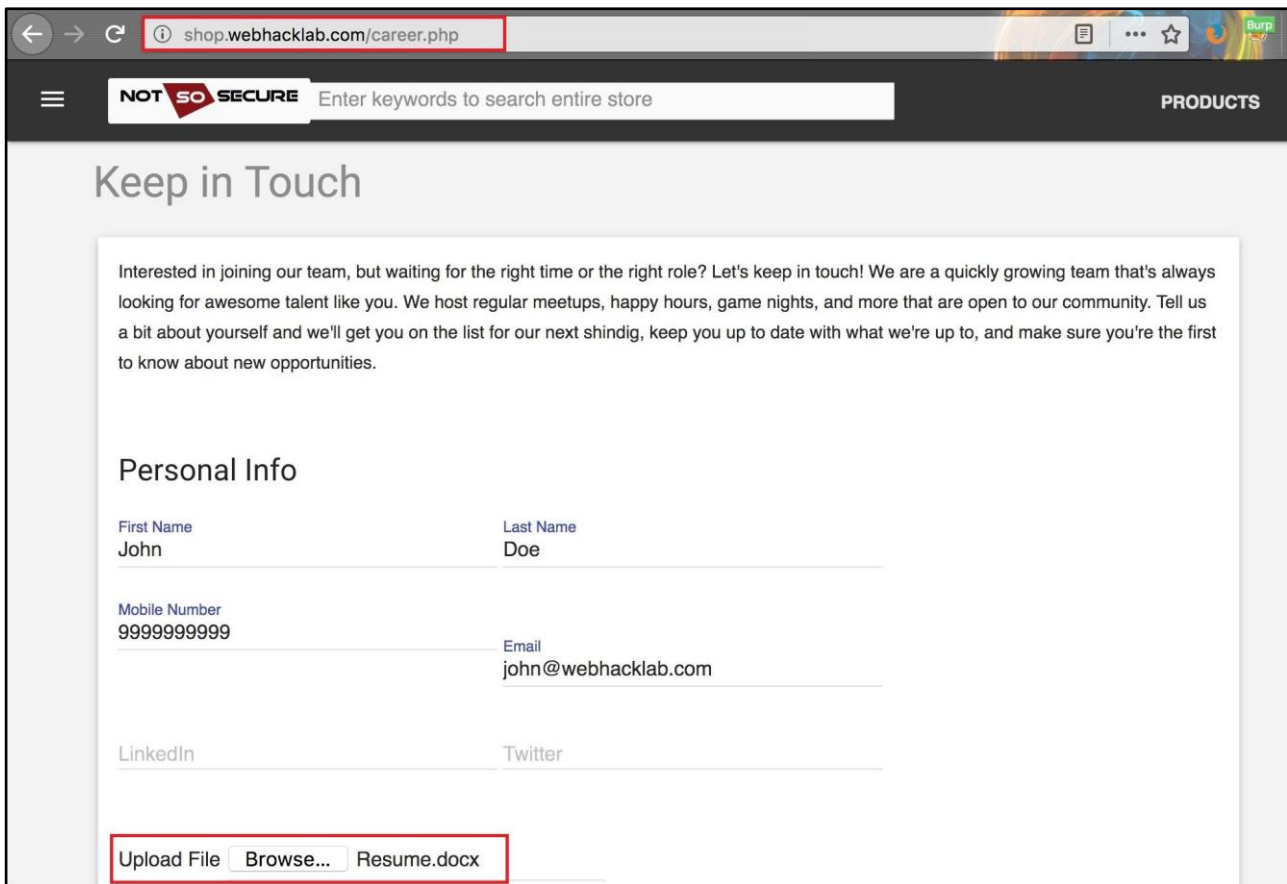 shop.webhacklab.com/career.php
Burp
NOT SO SECURE Enter keywords to search entire store PRODUCTS
Keep in Touch
Interested in joining our team, but waiting for the right time or the right role? Let's keep in touch! We are a quickly growing team that's always
looking for awesome talent like you. We host regular meetups, happy hours, game nights, and more that are open to our community. Tell us
a bit about yourself and we'll get you on the list for our next shindig, keep you up to date with what we're up to, and make sure you're the first
to know about new opportunities.
Personal Info
First Name Last Name
John Doe
Mobile Number
9999999999
Email
john@webhacklab.com
LinkedIn Twitter
Upload File Browse... Resume.docx